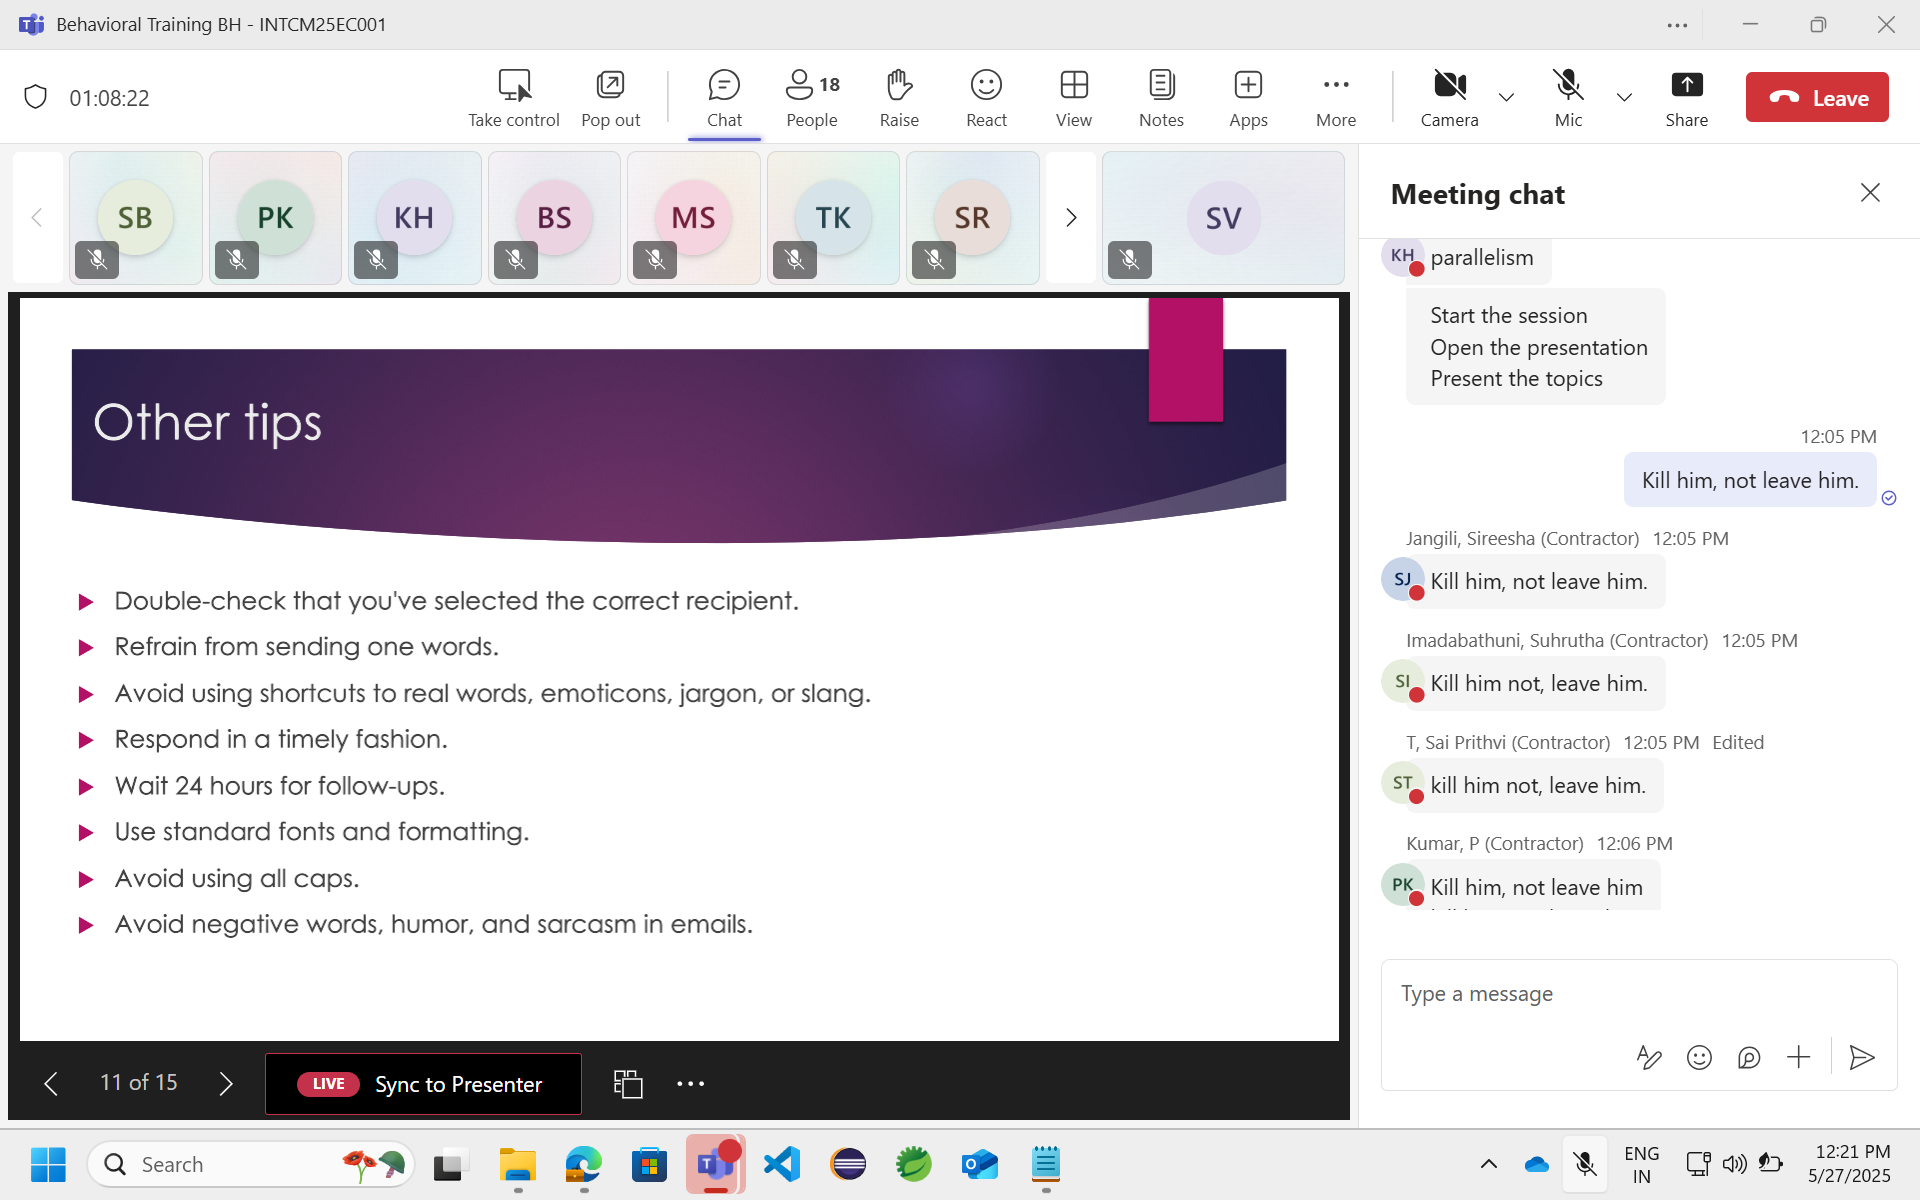 Behavioral Training BH - INTCM25EC001
01:08:22
Take control
Pop out
Chat
18
People
Raise
React
View
Notes
Apps
More
Camera
Mic
Share
Leave
SB
PK
KH
BS
MS
TK
SR
SV
Other tips
Double-check that you've selected the correct recipient.
Refrain from sending one words.
Avoid using shortcuts to real words, emoticons, jargon, or slang.
Respond in a timely fashion.
Wait 24 hours for follow-ups.
Use standard fonts and formatting.
Avoid using all caps.
Avoid negative words, humor, and sarcasm in emails.
11 of 15
LIVE Sync to Presenter
Meeting chat
KH
parallelism
Start the session
Open the presentation
Present the topics
12:05 PM
Kill him, not leave him.
Jangili, Sireesha (Contractor) 12:05 PM
SJ
Kill him, not leave him.
Imadabathuni, Suhrutha (Contractor) 12:05 PM
SI
Kill him not, leave him.
T, Sai Prithvi (Contractor) 12:05 PM Edited
ST
kill him not, leave him.
Kumar, P (Contractor) 12:06 PM
PK
Kill him, not leave him
Type a message
Search
ENG
IN
12:21 PM
5/27/2025